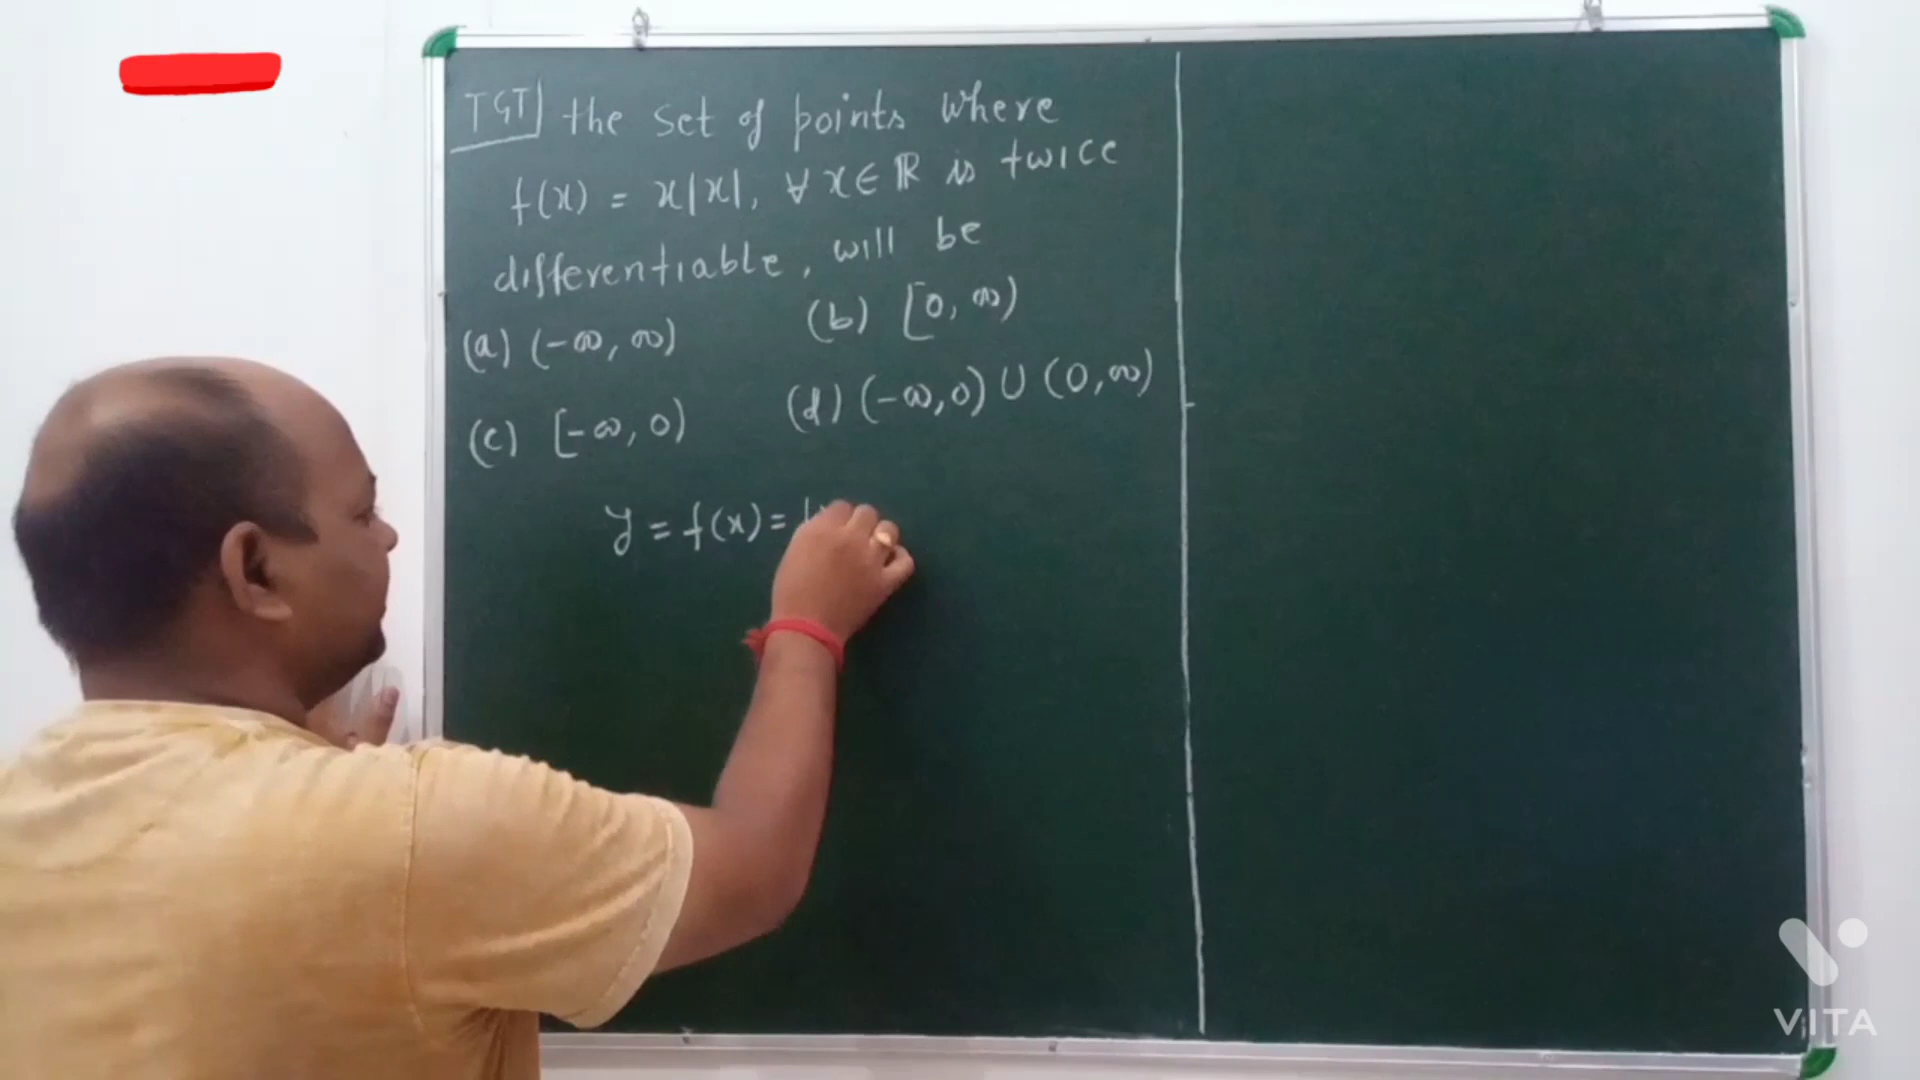 TGT the set of points where
f(x) = x|x|, ∀ x ∈ ℝ is twice
differentiable, will be
(a) (-∞, ∞) (b) [0, ∞)
(c) [-∞, 0) (d) (-∞, 0) ∪ (0, ∞)
y = f(x) =
VITA